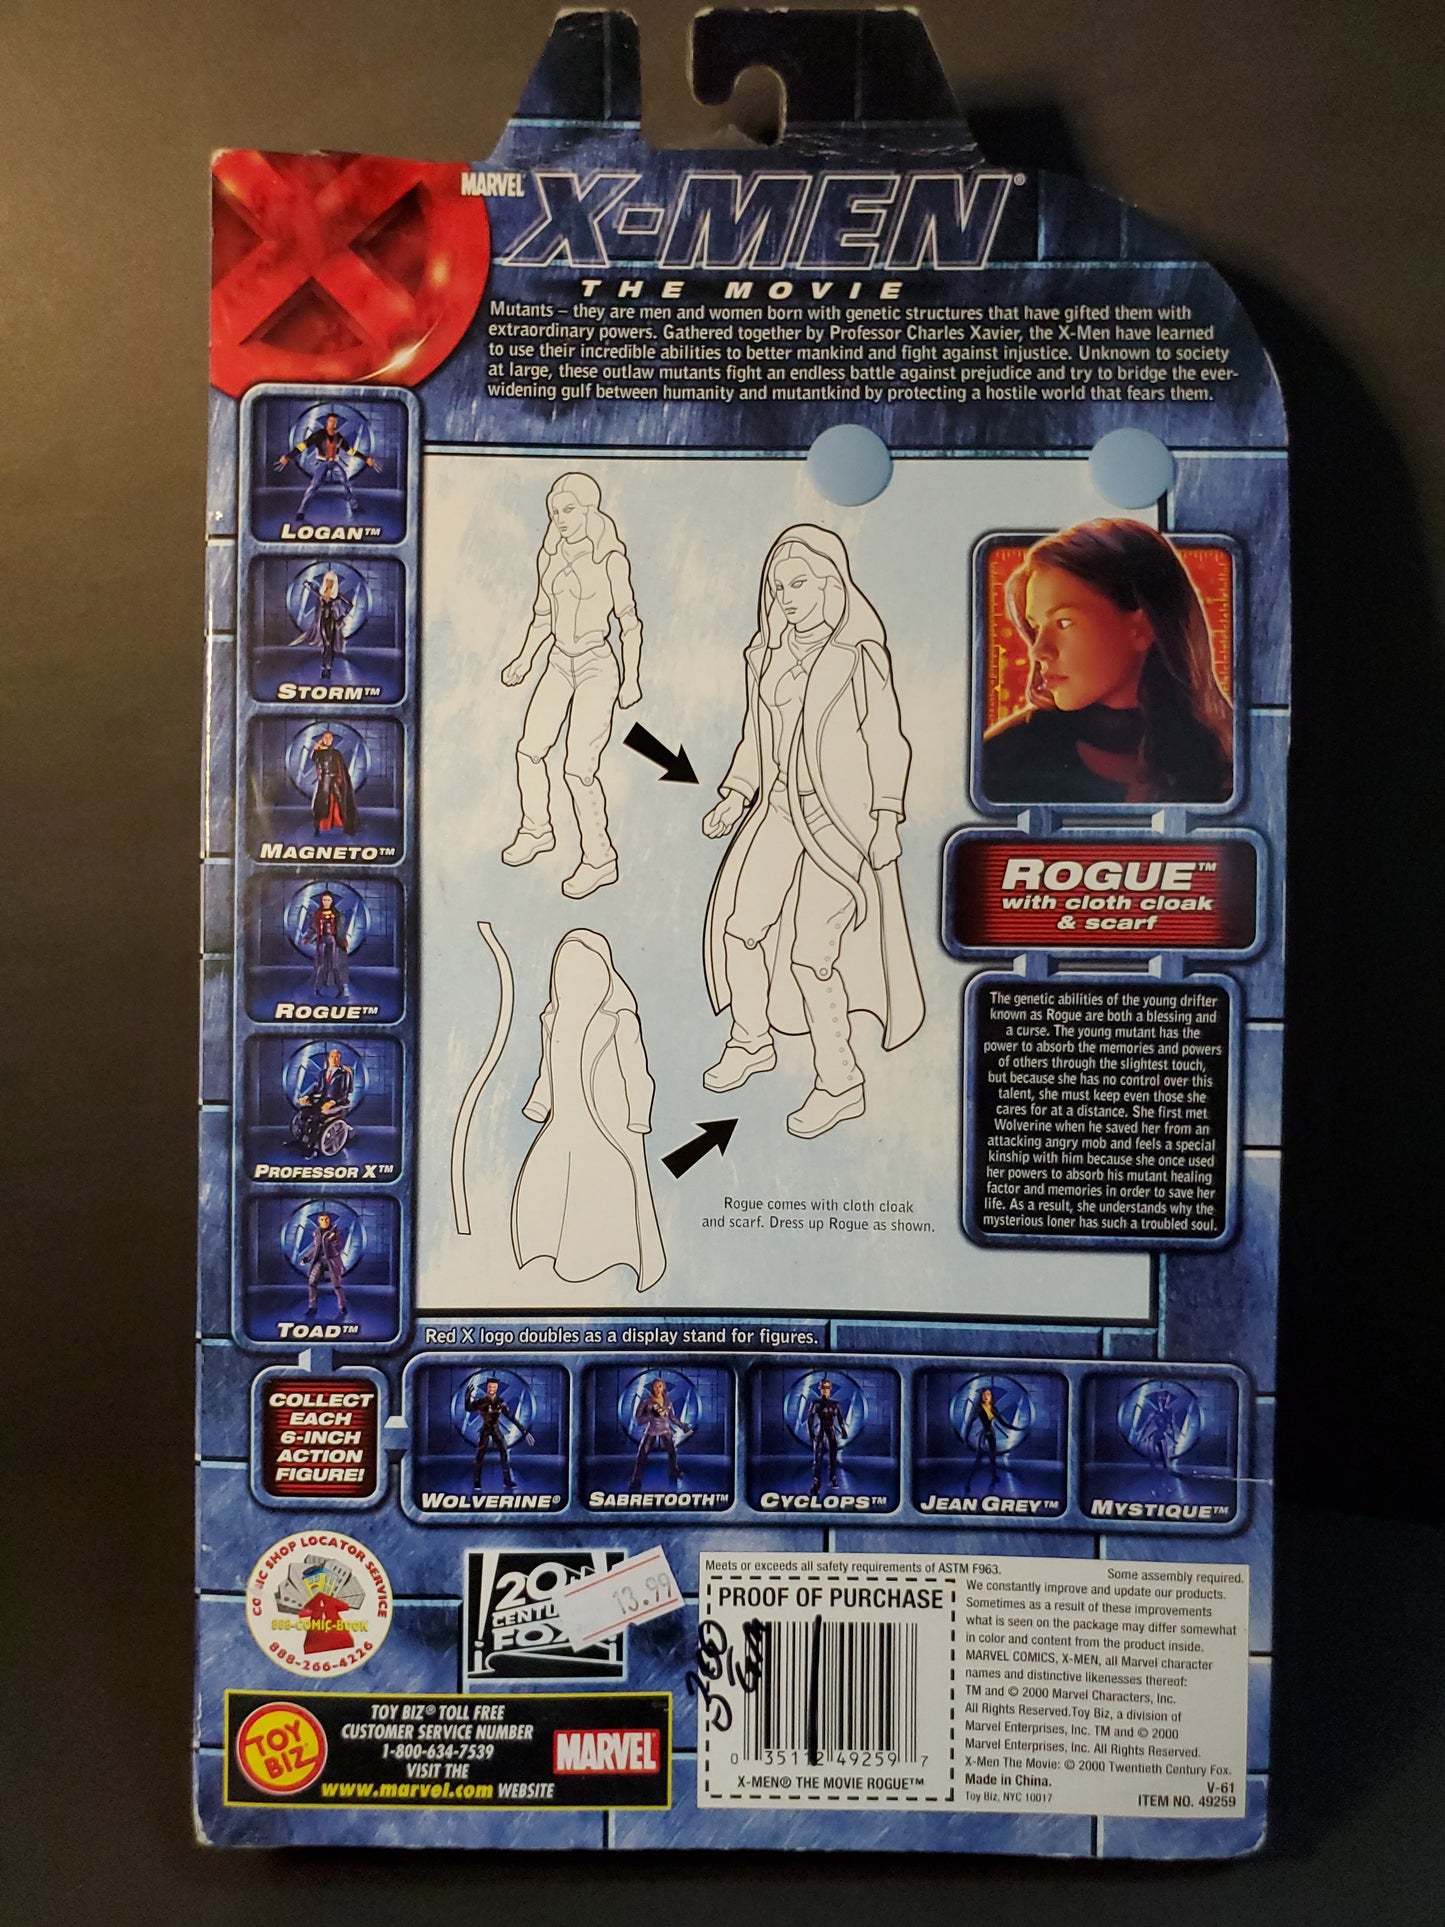 MARVEL X-MEN®
THE MOVIE
Mutants – they are men and women born with genetic structures that have gifted them with
extraordinary powers. Gathered together by Professor Charles Xavier, the X-Men have learned
to use their incredible abilities to better mankind and fight against injustice. Unknown to society
at large, these outlaw mutants fight an endless battle against prejudice and try to bridge the ever-
widening gulf between humanity and mutantkind by protecting a hostile world that fears them.
LOGAN™
STORM™
MAGNETO™
ROGUE™
PROFESSOR X™
TOAD™
ROGUE™
with cloth cloak
& scarf
The genetic abilities of the young drifter
known as Rogue are both a blessing and
a curse. The young mutant has the
power to absorb the memories and powers
of others through the slightest touch,
but because she has no control over this
talent, she must keep even those she
cares for at a distance. She first met
Wolverine when he saved her from an
attacking angry mob and feels a special
kinship with him because she once used
her powers to absorb his mutant healing
factor and memories in order to save her
life. As a result, she understands why the
mysterious loner has such a troubled soul.
Rogue comes with cloth cloak
and scarf. Dress up Rogue as shown.
Red X logo doubles as a display stand for figures.
COLLECT
EACH
6-INCH
ACTION
FIGURE!
WOLVERINE®
SABRETOOTH™
CYCLOPS™
JEAN GREY™
MYSTIQUE™
SHOP LOCATOR SERVICE
888-COMIC-BOOK
888-266-4226
20
FOX
13.99
TOY
BIZ
TOY BIZ® TOLL FREE
CUSTOMER SERVICE NUMBER
1-800-634-7539
VISIT THE
www.marvel.com WEBSITE
MARVEL
Meets or exceeds all safety requirements of ASTM F963.
PROOF OF PURCHASE
0 35112 49259 7
X-MEN® THE MOVIE ROGUE™
Some assembly required.
We constantly improve and update our products.
Sometimes as a result of these improvements
what is seen on the package may differ somewhat
in color and content from the product inside.
MARVEL COMICS, X-MEN, all Marvel character
names and distinctive likenesses thereof:
TM and © 2000 Marvel Characters, Inc.
All Rights Reserved.Toy Biz, a division of
Marvel Enterprises, Inc. TM and © 2000
Marvel Enterprises, Inc. All Rights Reserved.
X-Men The Movie: © 2000 Twentieth Century Fox.
Made in China.
V-61
Toy Biz, NYC 10017
ITEM NO. 49259